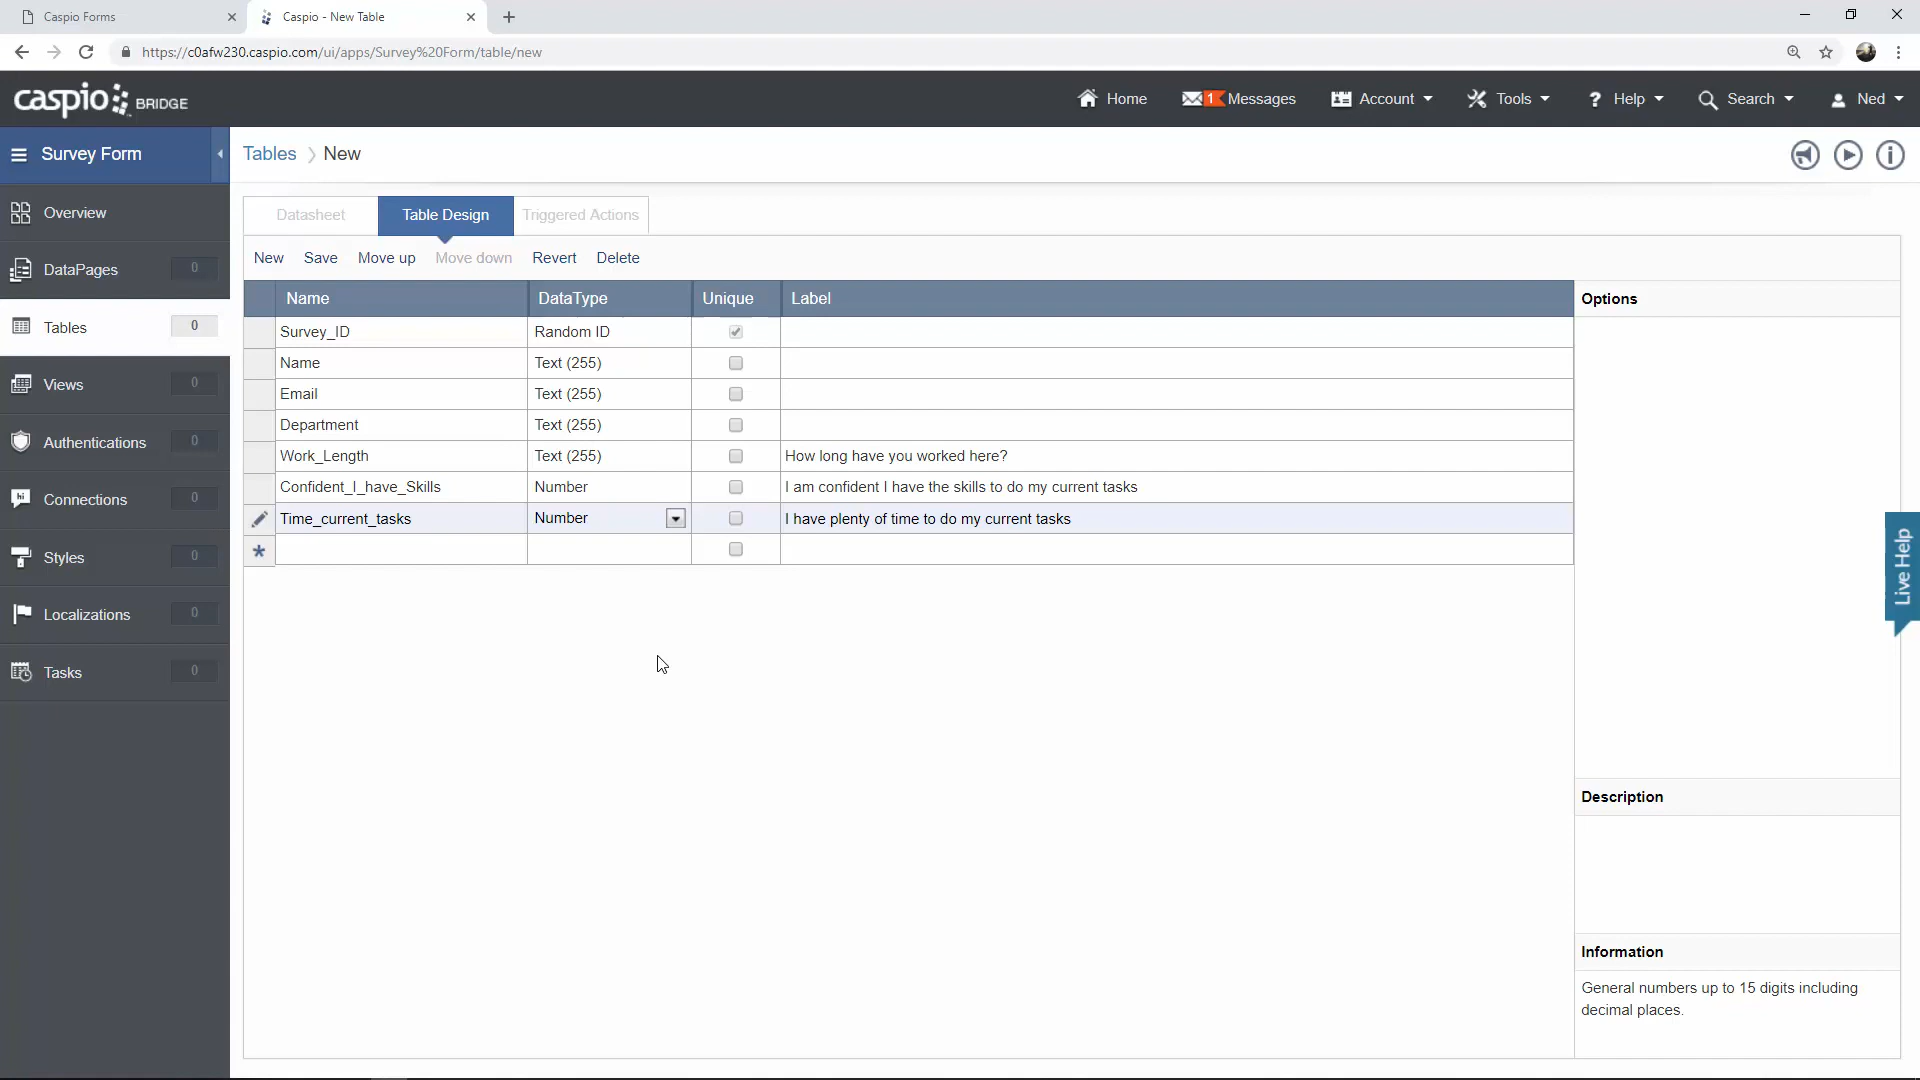 Caspio Forms
Caspio - New Table
https://c0afw230.caspio.com/ui/apps/Survey%20Form/table/new
caspio BRIDGE
Home
1 Messages
Account
Tools
? Help
Search
Ned
Survey Form
Tables > New
Overview
DataPages 0
Tables 0
Views 0
Authentications 0
Connections 0
Styles 0
Localizations 0
Tasks 0
Datasheet
Table Design
Triggered Actions
New Save Move up Move down Revert Delete
Name DataType Unique Label
Survey_ID Random ID
Name Text (255)
Email Text (255)
Department Text (255)
Work_Length Text (255) How long have you worked here?
Confident_I_have_Skills Number I am confident I have the skills to do my current tasks
Time_current_tasks Number I have plenty of time to do my current tasks
*
Options
Description
Information
General numbers up to 15 digits including
decimal places.
Live Help